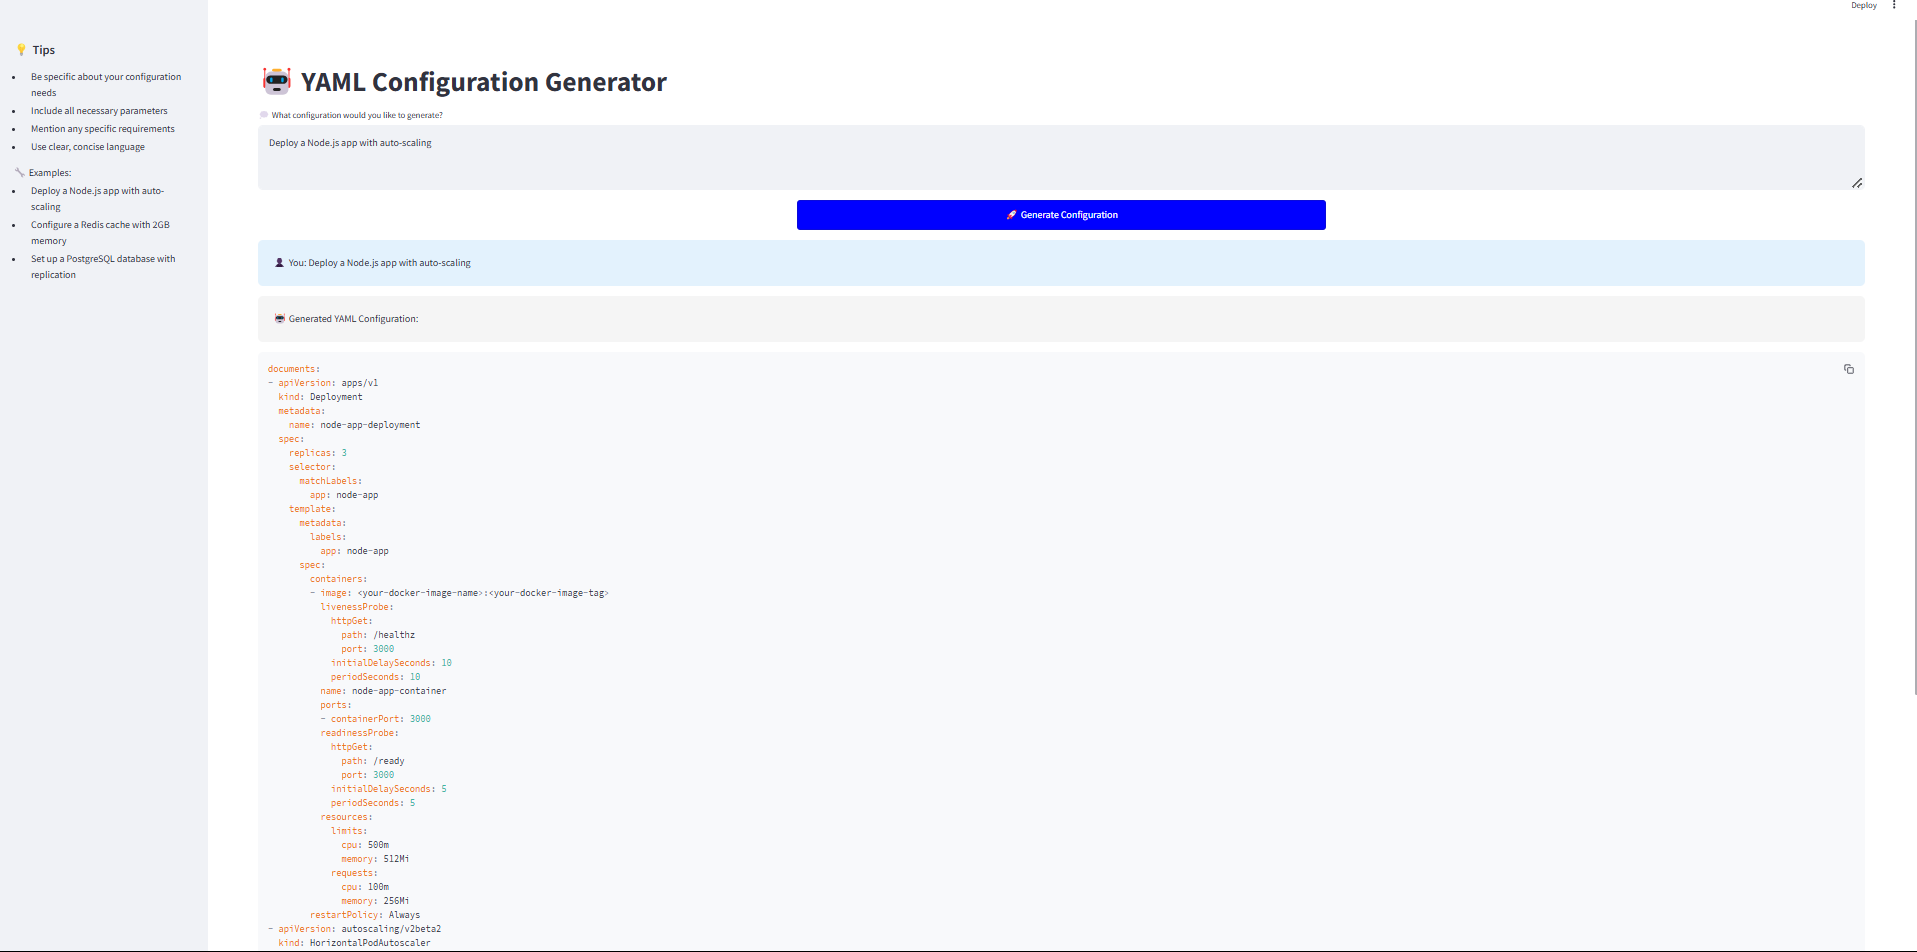 Deploy
Tips
Be specific about your configuration
needs
Include all necessary parameters
Mention any specific requirements
Use clear, concise language
Examples:
Deploy a Node.js app with auto-
scaling
Configure a Redis cache with 2GB
memory
Set up a PostgreSQL database with
replication
YAML Configuration Generator
What configuration would you like to generate?
Deploy a Node.js app with auto-scaling
Generate Configuration
You: Deploy a Node.js app with auto-scaling
Generated YAML Configuration:
documents:
- apiVersion: apps/v1
  kind: Deployment
  metadata:
    name: node-app-deployment
  spec:
    replicas: 3
    selector:
      matchLabels:
        app: node-app
    template:
      metadata:
        labels:
          app: node-app
      spec:
        containers:
        - image: <your-docker-image-name>:<your-docker-image-tag>
          livenessProbe:
            httpGet:
              path: /healthz
              port: 3000
            initialDelaySeconds: 10
            periodSeconds: 10
          name: node-app-container
          ports:
          - containerPort: 3000
          readinessProbe:
            httpGet:
              path: /ready
              port: 3000
            initialDelaySeconds: 5
            periodSeconds: 5
          resources:
            limits:
              cpu: 500m
              memory: 512Mi
            requests:
              cpu: 100m
              memory: 256Mi
        restartPolicy: Always
- apiVersion: autoscaling/v2beta2
  kind: HorizontalPodAutoscaler